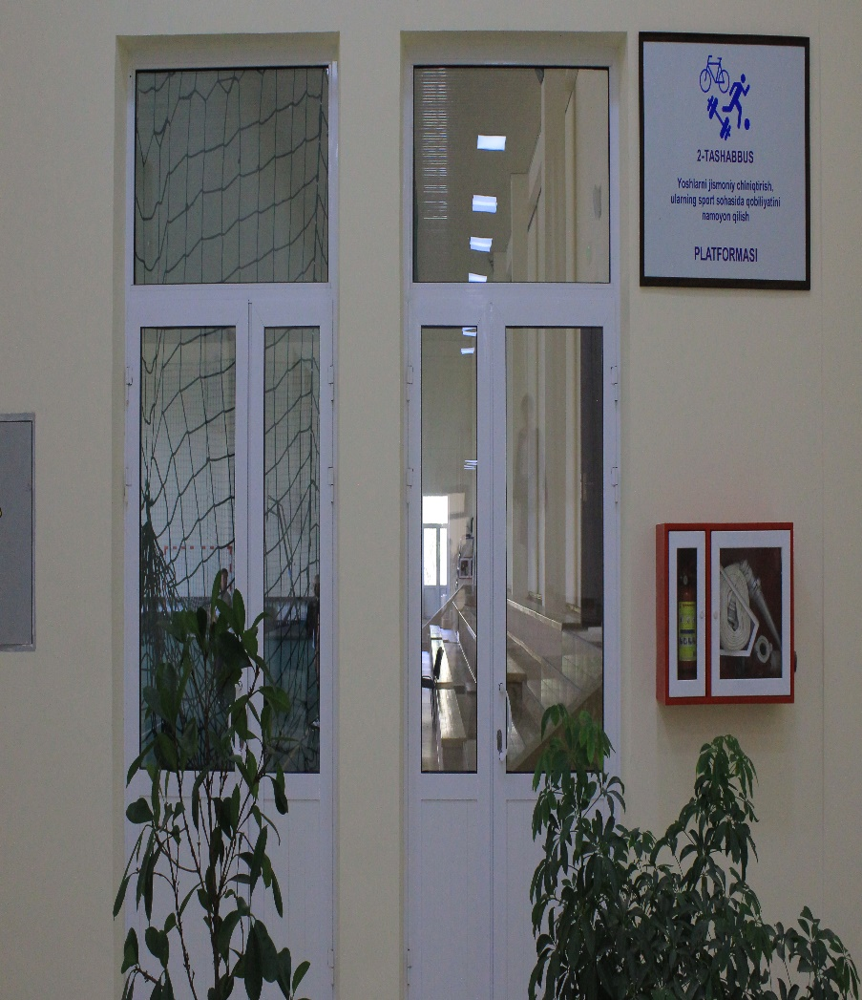 2-TASHABBUS
Yoshlarni jismoniy chiniqtirish,
ularning sport sohasida qobiliyatini
namoyon qilish
PLATFORMASI